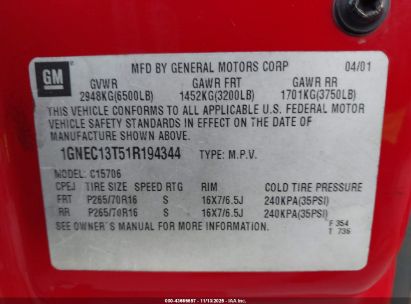 GM
MFD BY GENERAL MOTORS CORP 04/01
GVWR GAWR FRT GAWR RR
2948KG(6500LB) 1452KG(3200LB) 1701KG(3750LB)
THIS VEHICLE CONFORMS TO ALL APPLICABLE U.S. FEDERAL MOTOR
VEHICLE SAFETY STANDARDS IN EFFECT ON THE DATE OF
MANUFACTURE SHOWN ABOVE.
1GNEC13T51R194344 TYPE: M.P.V.
MODEL: C15706
CPEJ TIRE SIZE SPEED RTG RIM COLD TIRE PRESSURE
FRT P265/70R16 S 16X7/6.5J 240KPA(35PSI)
RR P265/70R16 S 16X7/6.5J 240KPA(35PSI)
SEE OWNER'S MANUAL FOR MORE INFORMATION.
F 354
T 736